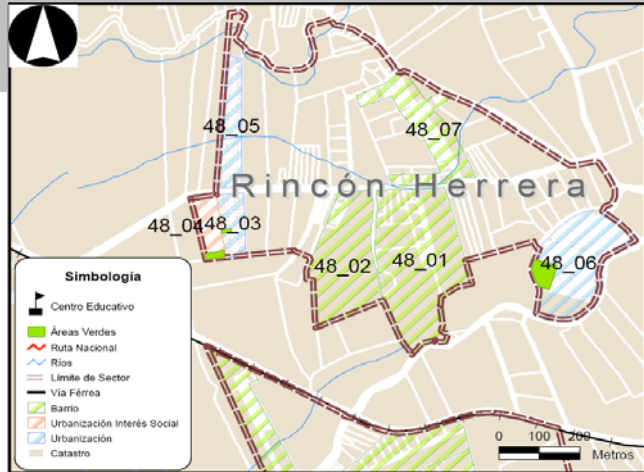 48_05
48_07
Rincón Herrera
48_04
48_03
48_02
48_01
48_06
Simbología
Centro Educativo
Áreas Verdes
Ruta Nacional
Ríos
Límite de Sector
Vía Férrea
Barrio
Urbanización Interés Social
Urbanización
Catastro
0 100 200
Metros